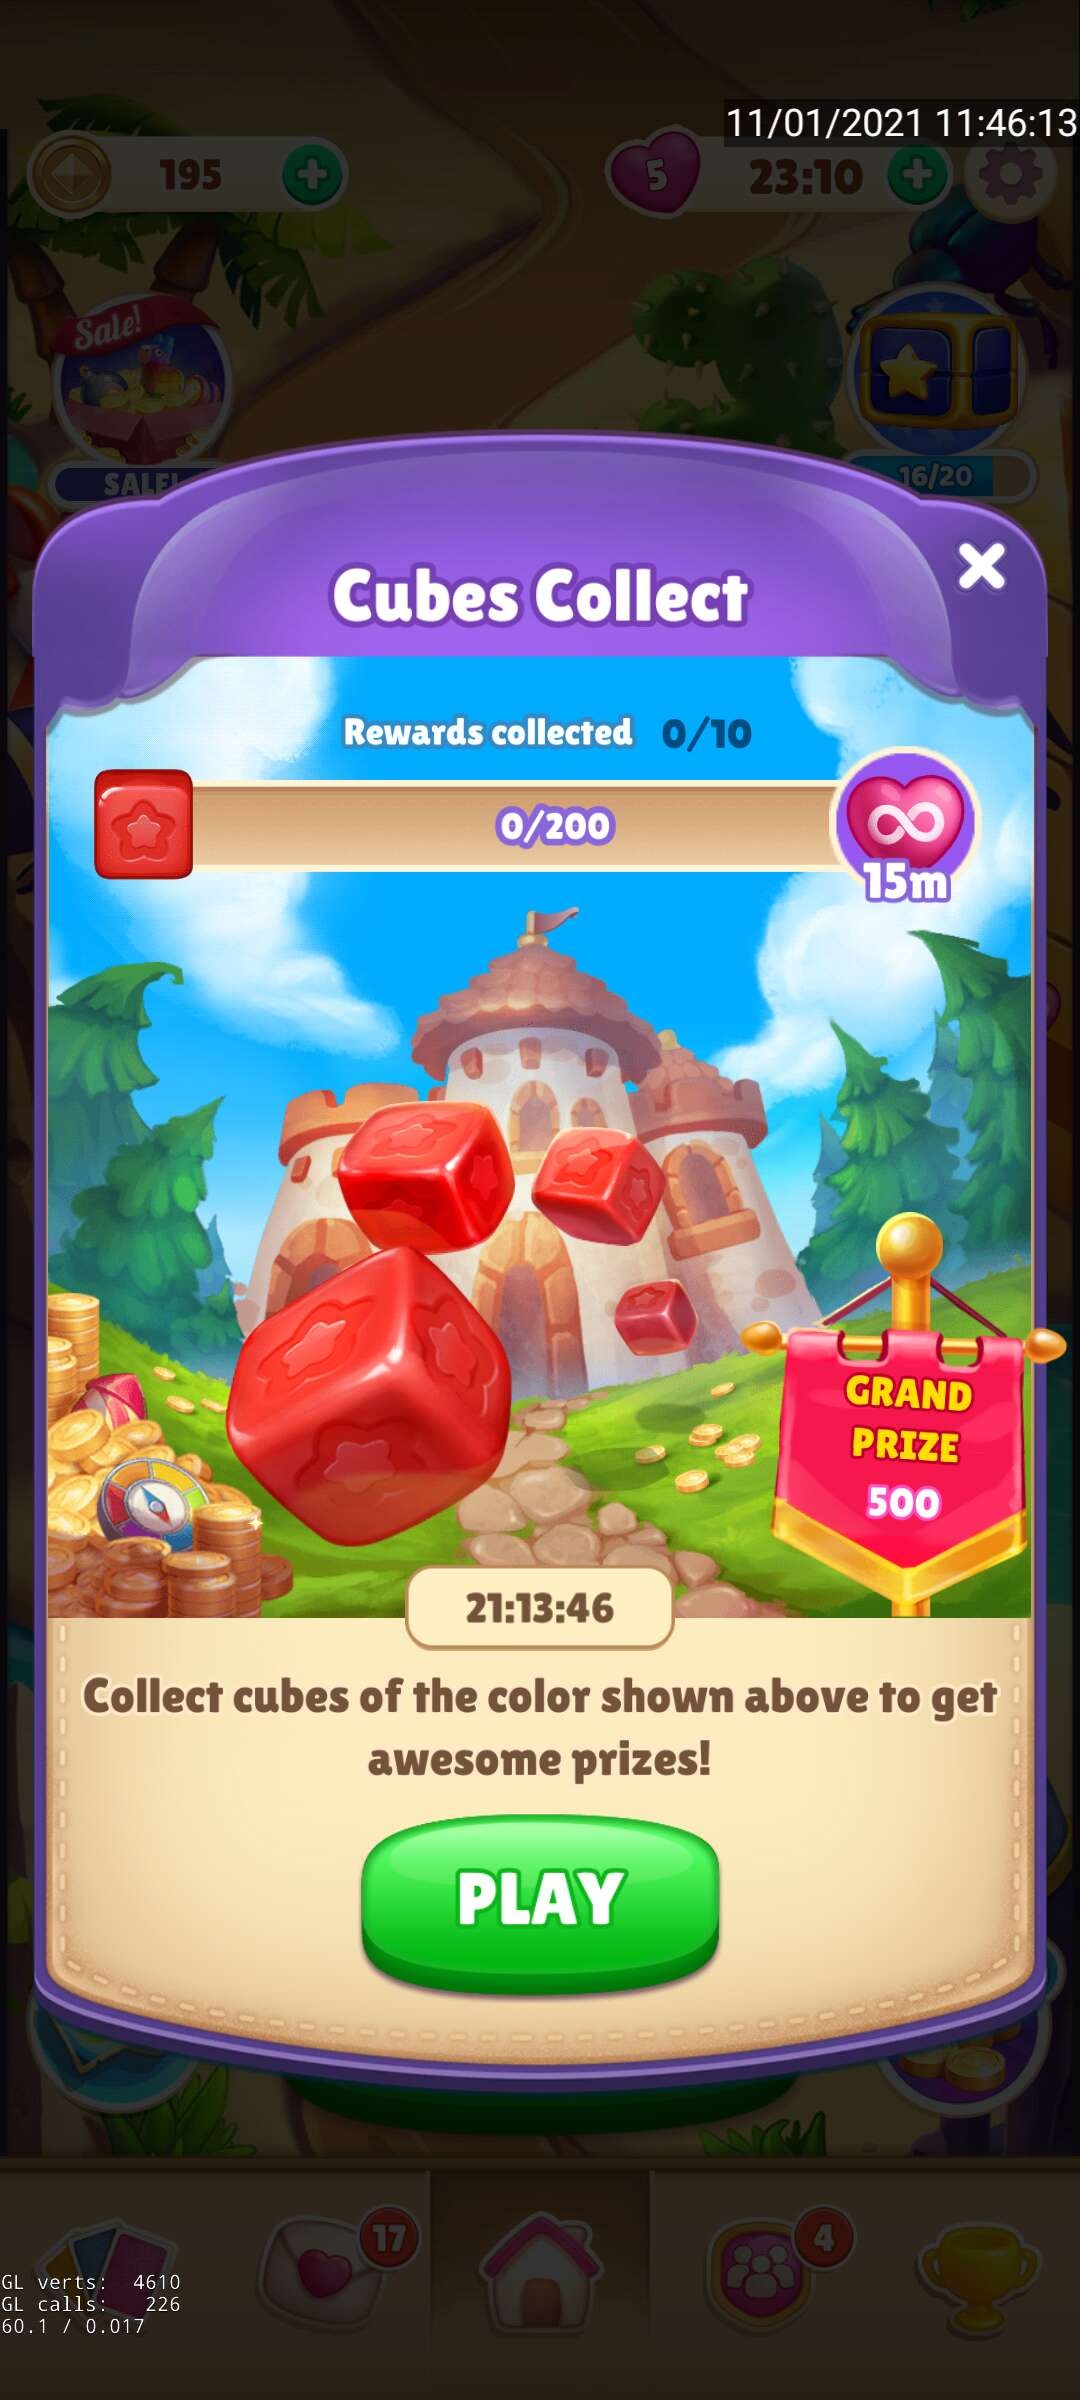 11/01/2021 11:46:13
195
5
23:10
Sale!
SALE!
16/20
Cubes Collect
Rewards collected 0/10
0/200
15m
GRAND
PRIZE
500
21:13:46
Collect cubes of the color shown above to get
awesome prizes!
PLAY
17
4
GL verts: 4610
GL calls: 226
60.1 / 0.017